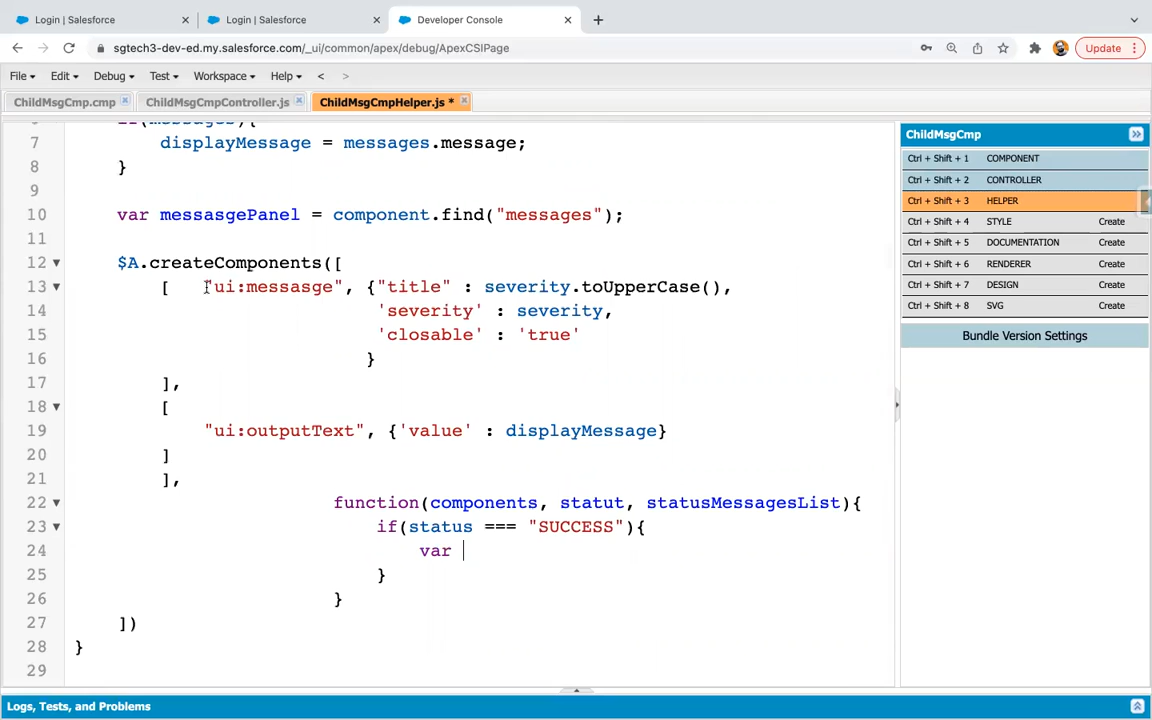 Login | Salesforce
Login | Salesforce
Developer Console
sgtech3-dev-ed.my.salesforce.com/_ui/common/apex/debug/ApexCSIPage
Update
File Edit Debug Test Workspace Help < >
ChildMsgCmp.cmp
ChildMsgCmpController.js
ChildMsgCmpHelper.js *
7 displayMessage = messages.message;
8 }
9
10 var messasgePanel = component.find("messages");
11
12 $A.createComponents([
13 [ "ui:messasge", {"title" : severity.toUpperCase(),
14 'severity' : severity,
15 'closable' : 'true'
16 }
17 ],
18 [
19 "ui:outputText", {'value' : displayMessage}
20 ]
21 ],
22 function(components, statut, statusMessagesList){
23 if(status === "SUCCESS"){
24 var
25 }
26 }
27 ])
28 }
29
ChildMsgCmp
Ctrl + Shift + 1 COMPONENT
Ctrl + Shift + 2 CONTROLLER
Ctrl + Shift + 3 HELPER
Ctrl + Shift + 4 STYLE Create
Ctrl + Shift + 5 DOCUMENTATION Create
Ctrl + Shift + 6 RENDERER Create
Ctrl + Shift + 7 DESIGN Create
Ctrl + Shift + 8 SVG Create
Bundle Version Settings
Logs, Tests, and Problems